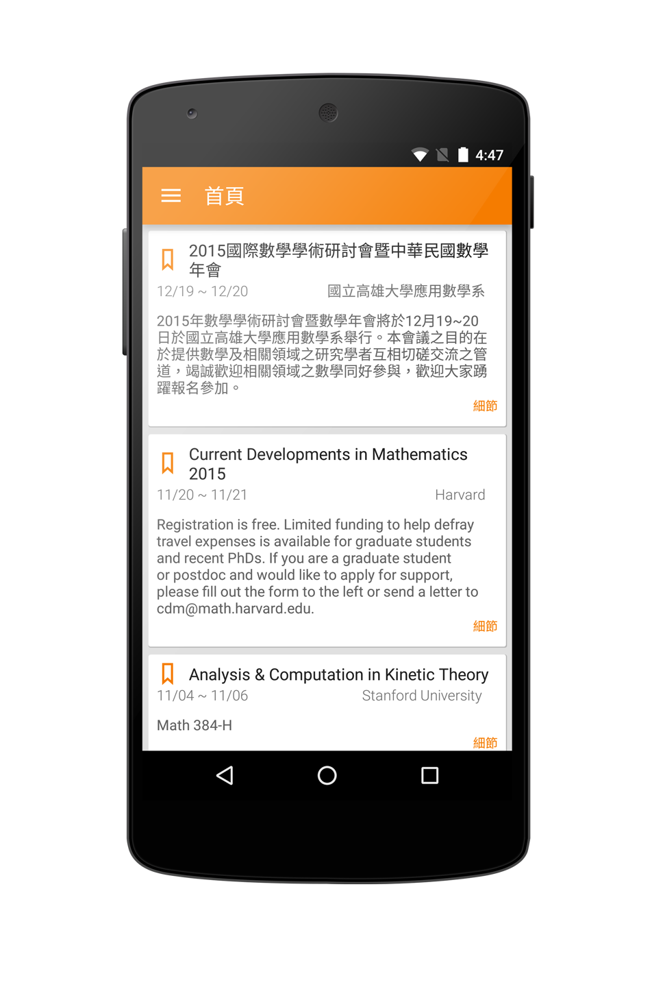 4:47
首頁
2015國際數學學術研討會暨中華民國數學
年會
12/19 ~ 12/20 國立高雄大學應用數學系
2015年數學學術研討會暨數學年會將於12月19~20
日於國立高雄大學應用數學系舉行。本會議之目的在
於提供數學及相關領域之研究學者互相切磋交流之管
道，竭誠歡迎相關領域之數學同好參與，歡迎大家踴
躍報名參加。
細節
Current Developments in Mathematics
2015
11/20 ~ 11/21 Harvard
Registration is free. Limited funding to help defray
travel expenses is available for graduate students
and recent PhDs. If you are a graduate student
or postdoc and would like to apply for support,
please fill out the form to the left or send a letter to
cdm@math.harvard.edu.
細節
Analysis & Computation in Kinetic Theory
11/04 ~ 11/06 Stanford University
Math 384-H
細節